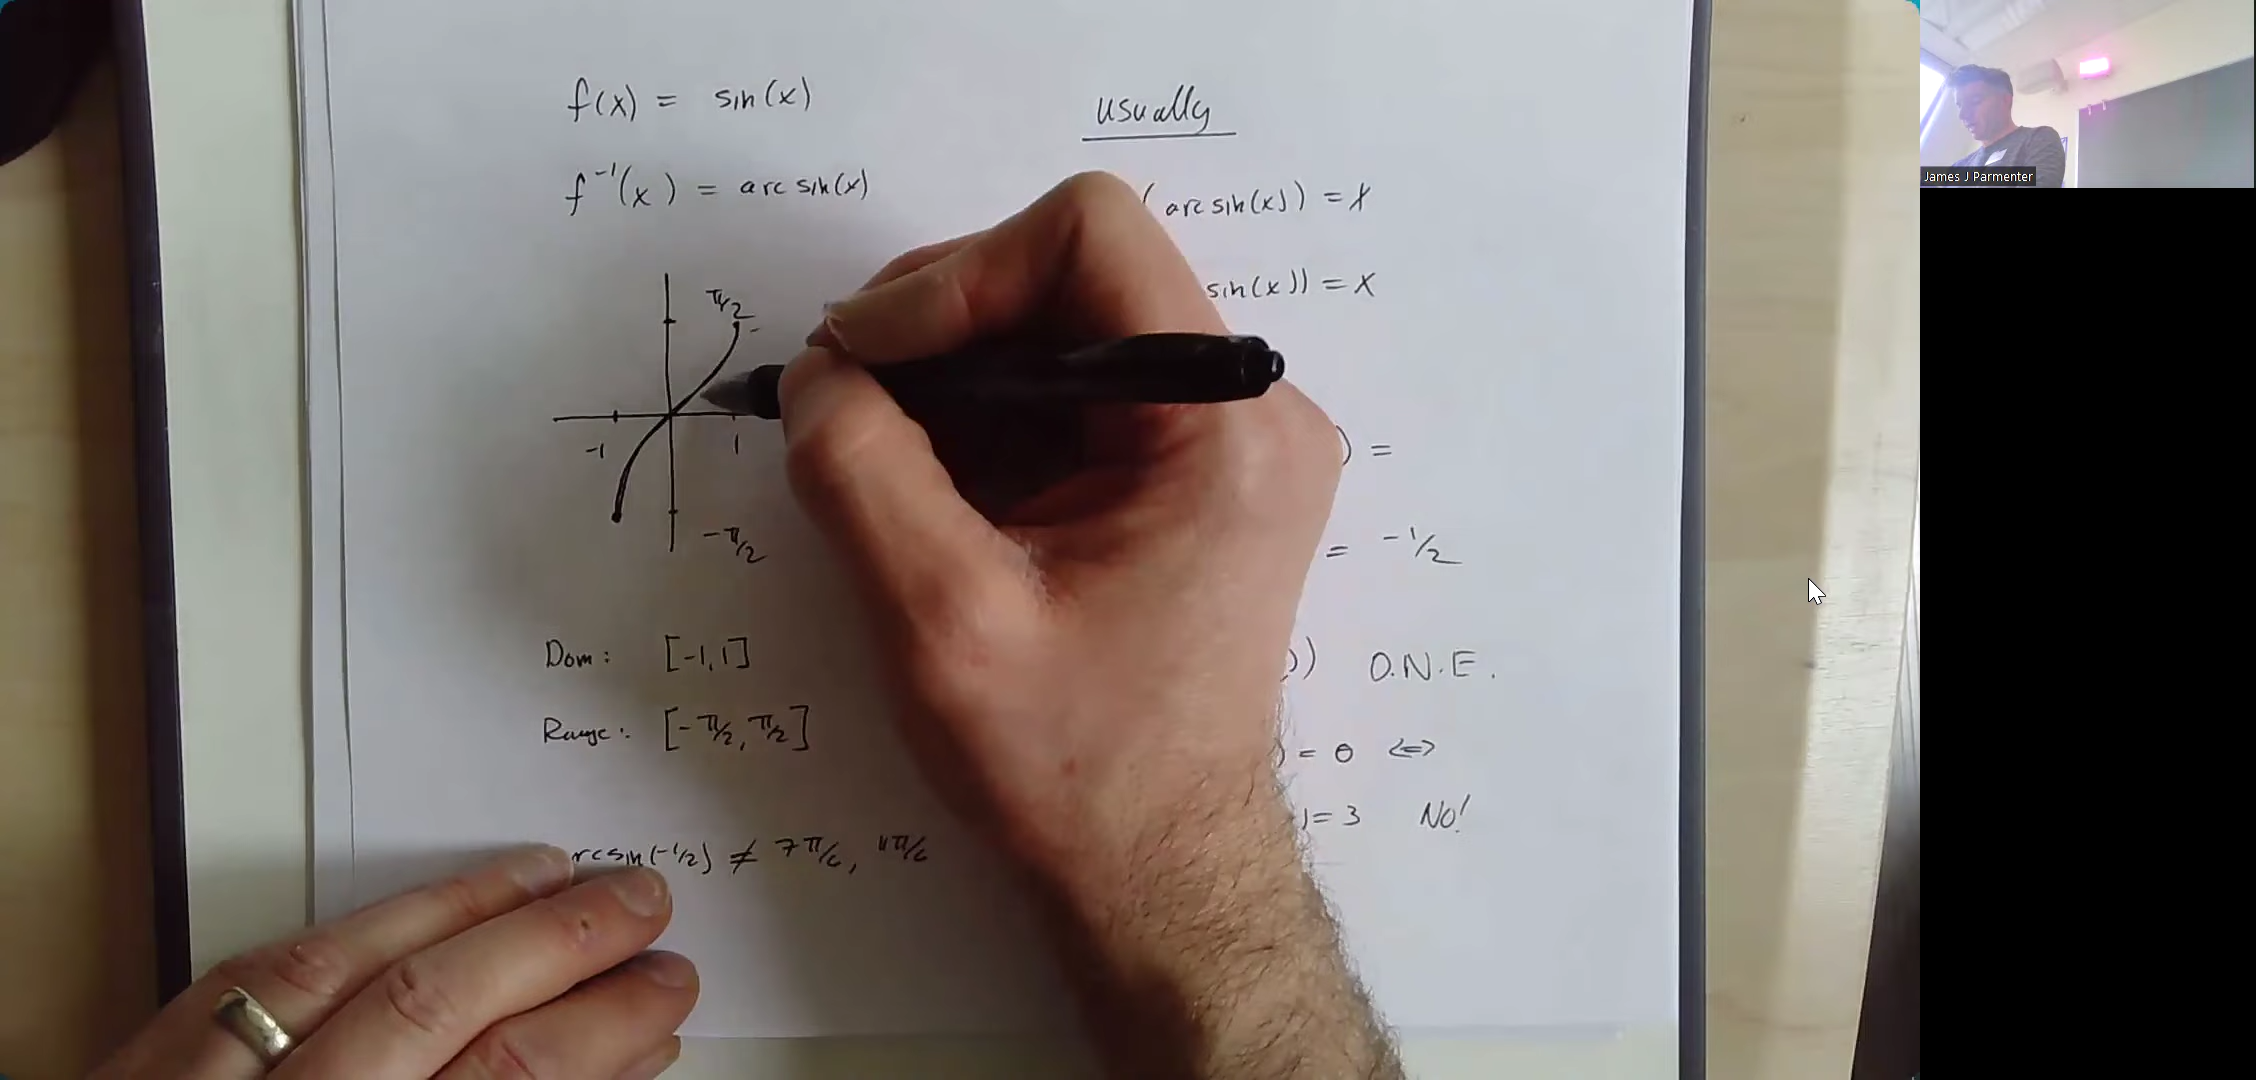 f(x) = sin(x)
f⁻¹(x) = arcsin(x)
π/2
-1
1
-π/2
Dom: [-1,1]
Range: [-π/2, π/2]
rcsin(-1/2) ≠ 7π/6, 11π/6
usually
(arcsin(x)) = x
sin(x)) = x
) =
= -1/2
)) D.N.E.
) = θ <=>
) = 3 No!
James J Parmenter